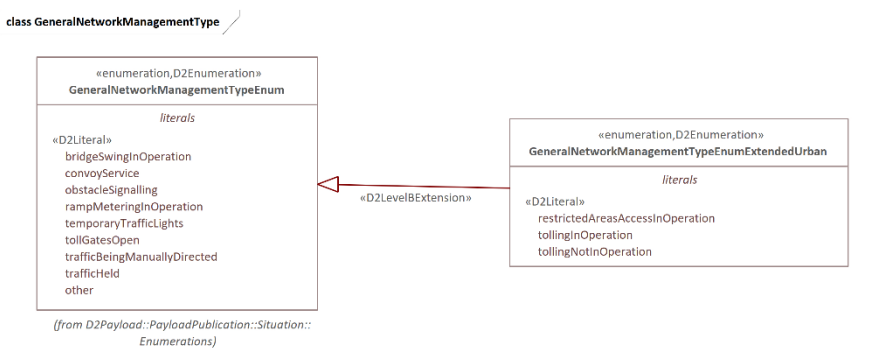 class GeneralNetworkManagementType
«enumeration,D2Enumeration»
GeneralNetworkManagementTypeEnum
literals
«D2Literal»
bridgeSwingInOperation
convoyService
obstacleSignalling
rampMeteringInOperation
temporaryTrafficLights
tollGatesOpen
trafficBeingManuallyDirected
trafficHeld
other
(from D2Payload::PayloadPublication::Situation::
Enumerations)
«D2LevelBExtension»
«enumeration,D2Enumeration»
GeneralNetworkManagementTypeEnumExtendedUrban
literals
«D2Literal»
restrictedAreasAccessInOperation
tollingInOperation
tollingNotInOperation